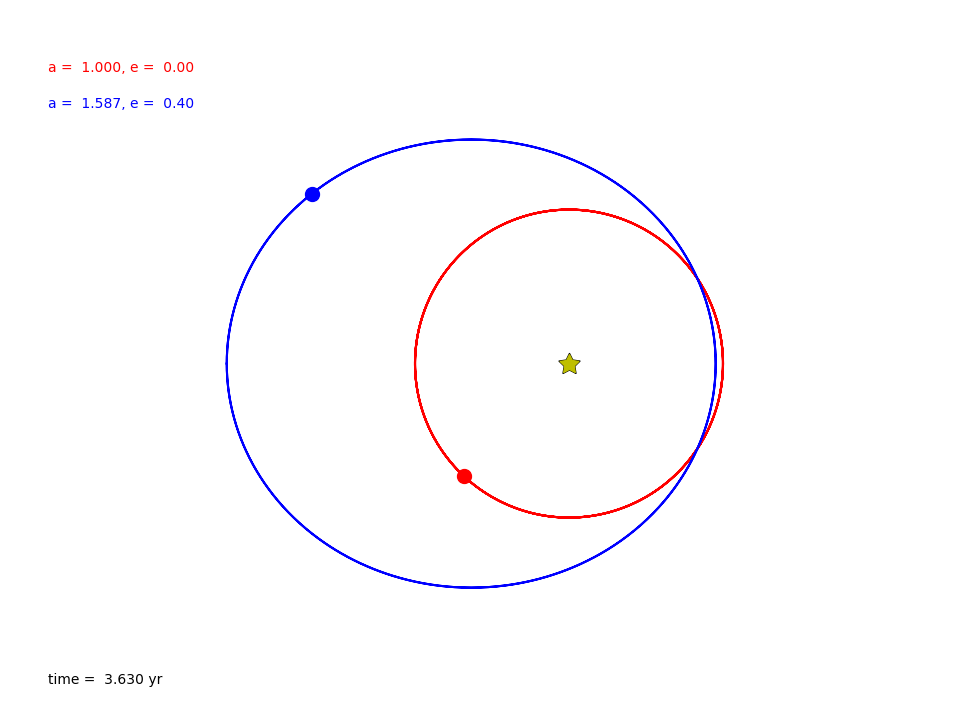 a =  1.000, e =  0.00
a =  1.587, e =  0.40
time =  3.630 yr